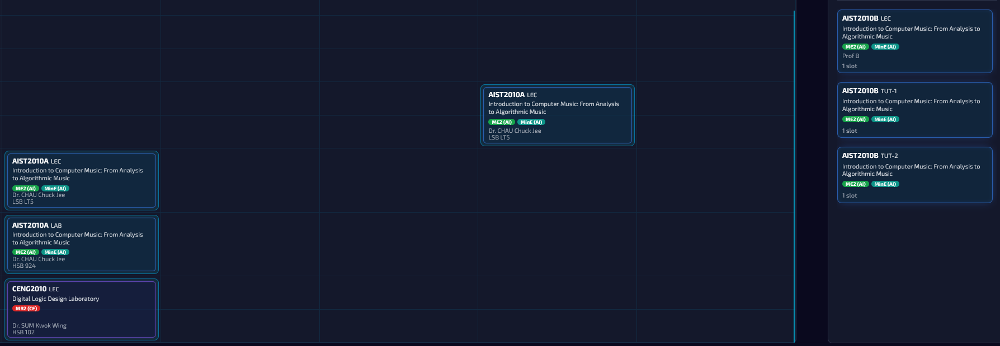 AIST2010A LEC
Introduction to Computer Music: From Analysis
to Algorithmic Music
ME2 (AI) MinE (AI)
Dr. CHAU Chuck Jee
LSB LT5
AIST2010A LAB
Introduction to Computer Music: From Analysis
to Algorithmic Music
ME2 (AI) MinE (AI)
Dr. CHAU Chuck Jee
HSB 924
CENG2010 LEC
Digital Logic Design Laboratory
MR2 (CE)
Dr. SUM Kwok Wing
HSB 102
AIST2010A LEC
Introduction to Computer Music: From Analysis
to Algorithmic Music
ME2 (AI) MinE (AI)
Dr. CHAU Chuck Jee
LSB LT5
AIST2010B LEC
Introduction to Computer Music: From Analysis to
Algorithmic Music
ME2 (AI) MinE (AI)
Prof B
1 slot
AIST2010B TUT-1
Introduction to Computer Music: From Analysis to
Algorithmic Music
ME2 (AI) MinE (AI)
1 slot
AIST2010B TUT-2
Introduction to Computer Music: From Analysis to
Algorithmic Music
ME2 (AI) MinE (AI)
1 slot